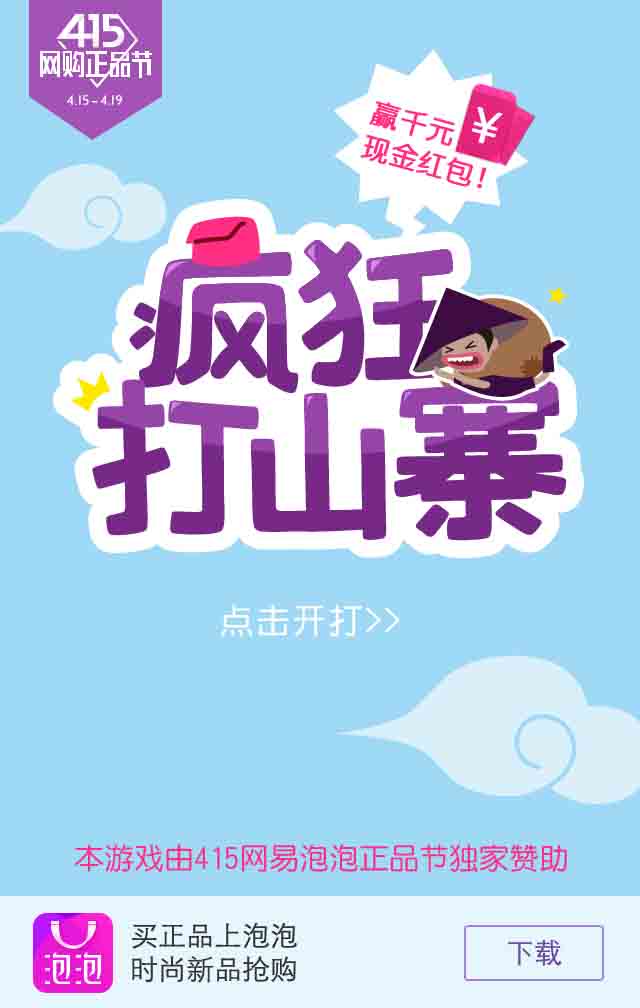 415
网购正品节
4.15-4.19
赢千元
¥
现金红包!
疯狂
打山寨
点击开打>>
本游戏由415网易泡泡正品节独家赞助
泡泡
买正品上泡泡
时尚新品抢购
下载